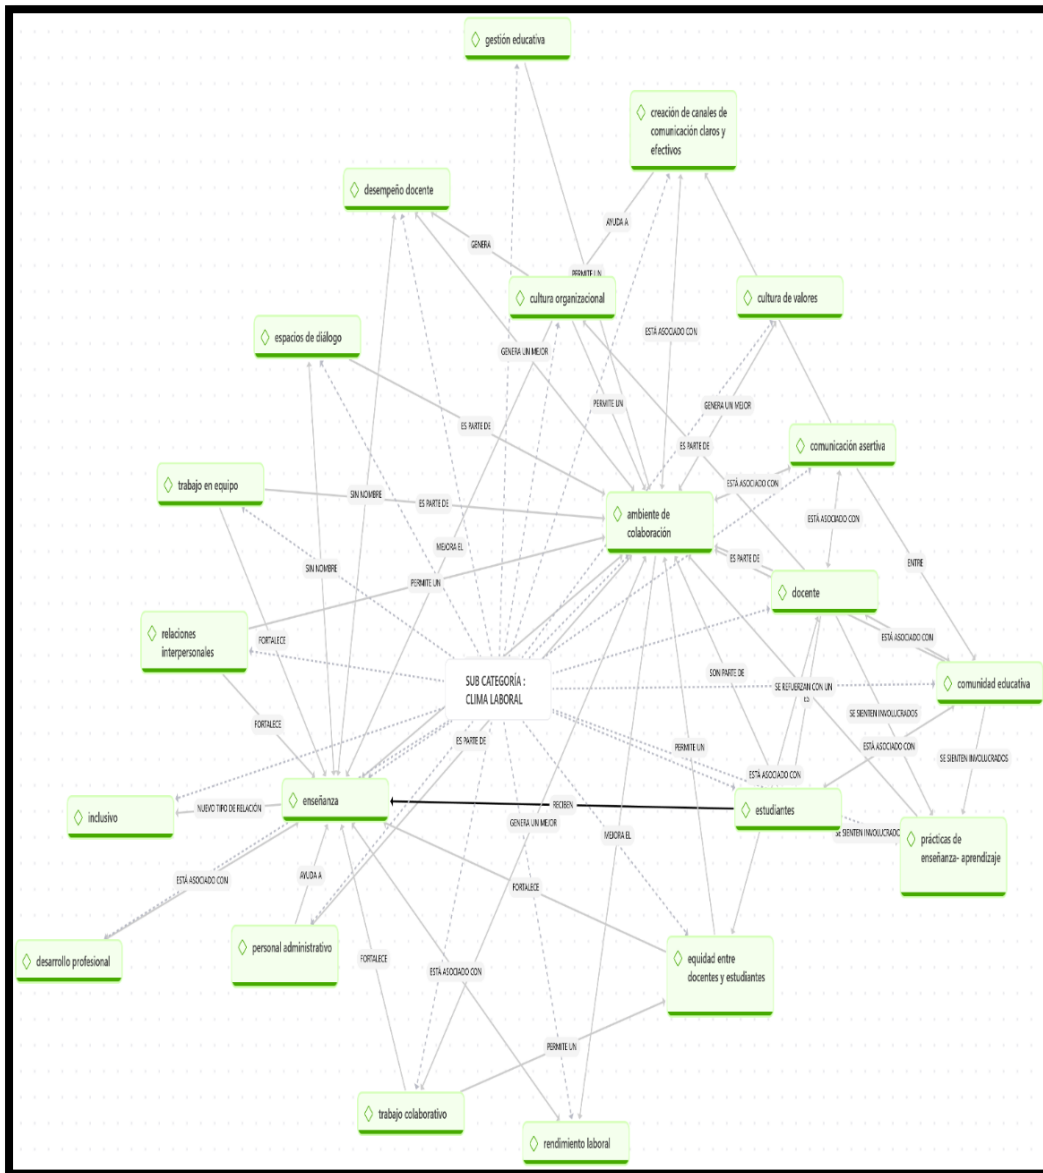 gestión educativa
creación de canales de
comunicación claros y
efectivos
desempeño docente
AYUDA A
GENERA
PERMITE UN
cultura organizacional
cultura de valores
espacios de diálogo
ESTÁ ASOCIADO CON
GENERA UN MEJOR
PERMITE UN
GENERA UN MEJOR
ES PARTE DE
ES PARTE DE
comunicación asertiva
trabajo en equipo
ESTÁ ASOCIADO CON
SIN NOMBRE
ES PARTE DE
ambiente de
colaboración
ESTÁ ASOCIADO CON
MEJORA EL
ES PARTE DE
ENTRE
SIN NOMBRE
PERMITE UN
docente
relaciones
interpersonales
FORTALECE
ESTÁ ASOCIADO CON
SUB CATEGORÍA :
CLIMA LABORAL
SON PARTE DE
SE REFUERZAN CON UN
comunidad educativa
SE SIENTEN INVOLUCRADOS
FORTALECE
ES PARTE DE
PERMITE UN
ESTÁ ASOCIADO CON
SE SIENTEN INVOLUCRADOS
ESTÁ ASOCIADO CON
enseñanza
inclusivo
NUEVO TIPO DE RELACIÓN
RECIBEN
estudiantes
GENERA UN MEJOR
MEJORA EL
SE SIENTEN INVOLUCRADO
prácticas de
enseñanza- aprendizaje
AYUDA A
ESTÁ ASOCIADO CON
FORTALECE
desarrollo profesional
personal administrativo
FORTALECE
ESTÁ ASOCIADO CON
equidad entre
docentes y estudiantes
PERMITE UN
trabajo colaborativo
rendimiento laboral